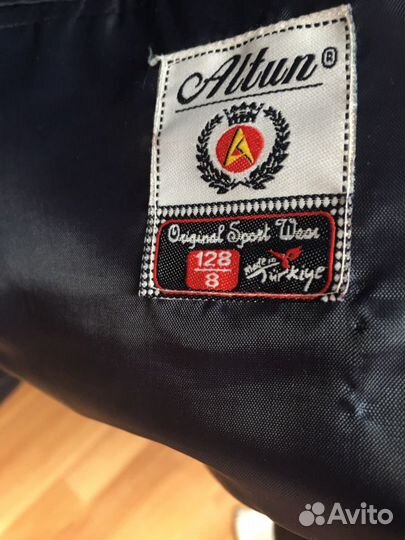 Altun®
Original Sport Wear
128
8
made in
Türkiye
Avito